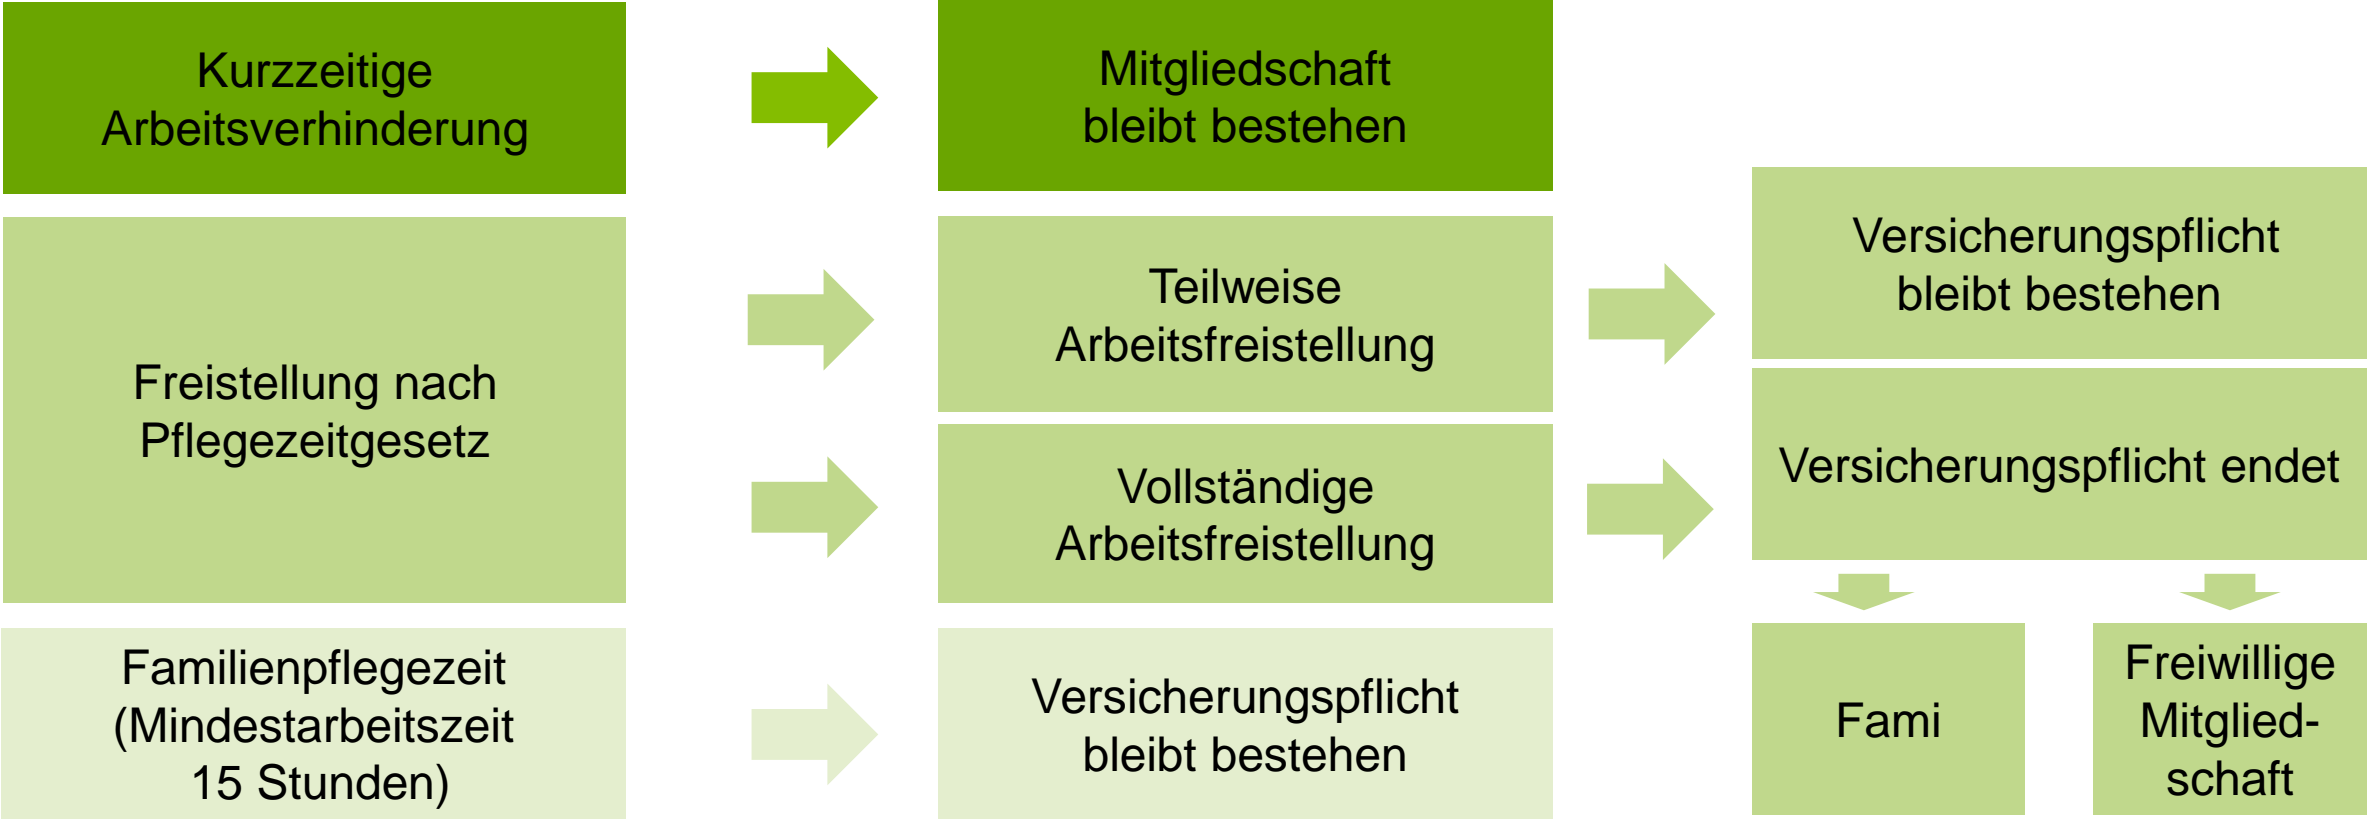 Kurzzeitige
Arbeitsverhinderung
Mitgliedschaft
bleibt bestehen
Freistellung nach
Pflegezeitgesetz
Teilweise
Arbeitsfreistellung
Versicherungspflicht
bleibt bestehen
Vollständige
Arbeitsfreistellung
Versicherungspflicht endet
Fami
Freiwillige
Mitglied-
schaft
Familienpflegezeit
(Mindestarbeitszeit
15 Stunden)
Versicherungspflicht
bleibt bestehen